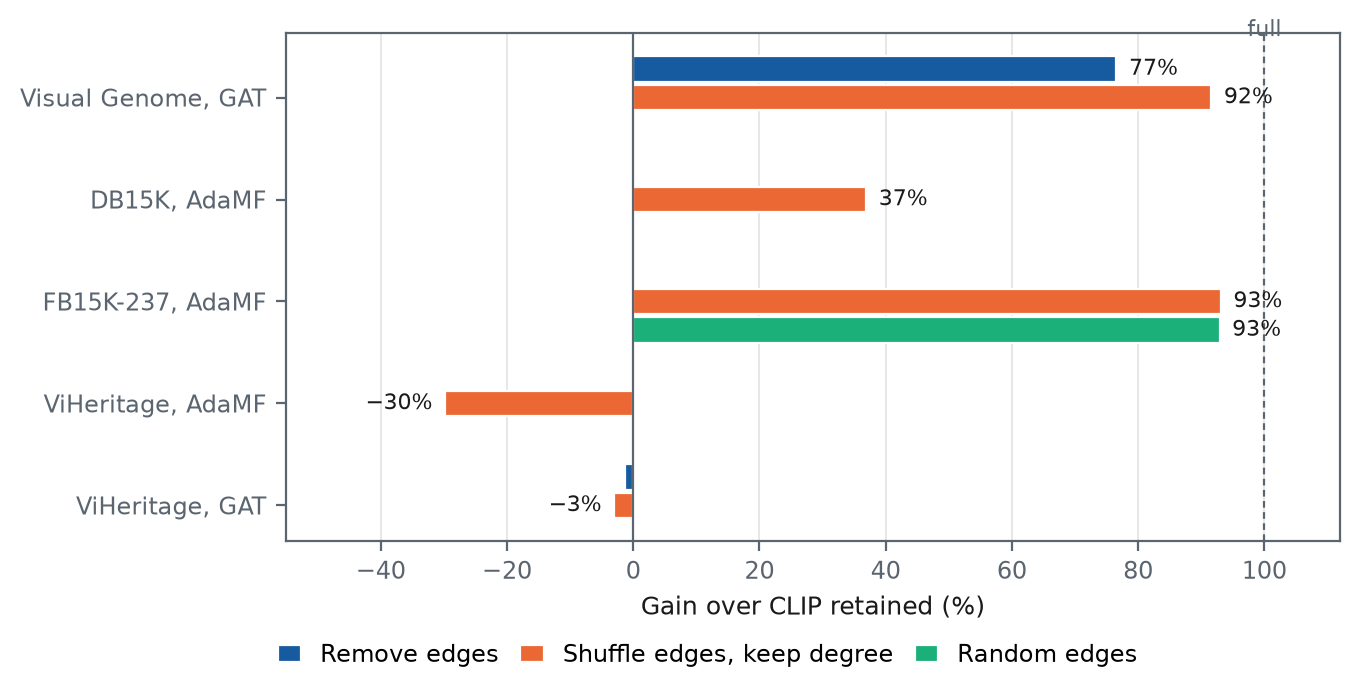 full
Visual Genome, GAT
77%
92%
DB15K, AdaMF
37%
FB15K-237, AdaMF
93%
93%
ViHeritage, AdaMF
−30%
ViHeritage, GAT
−3%
−40 −20 0 20 40 60 80 100
Gain over CLIP retained (%)
Remove edges Shuffle edges, keep degree Random edges